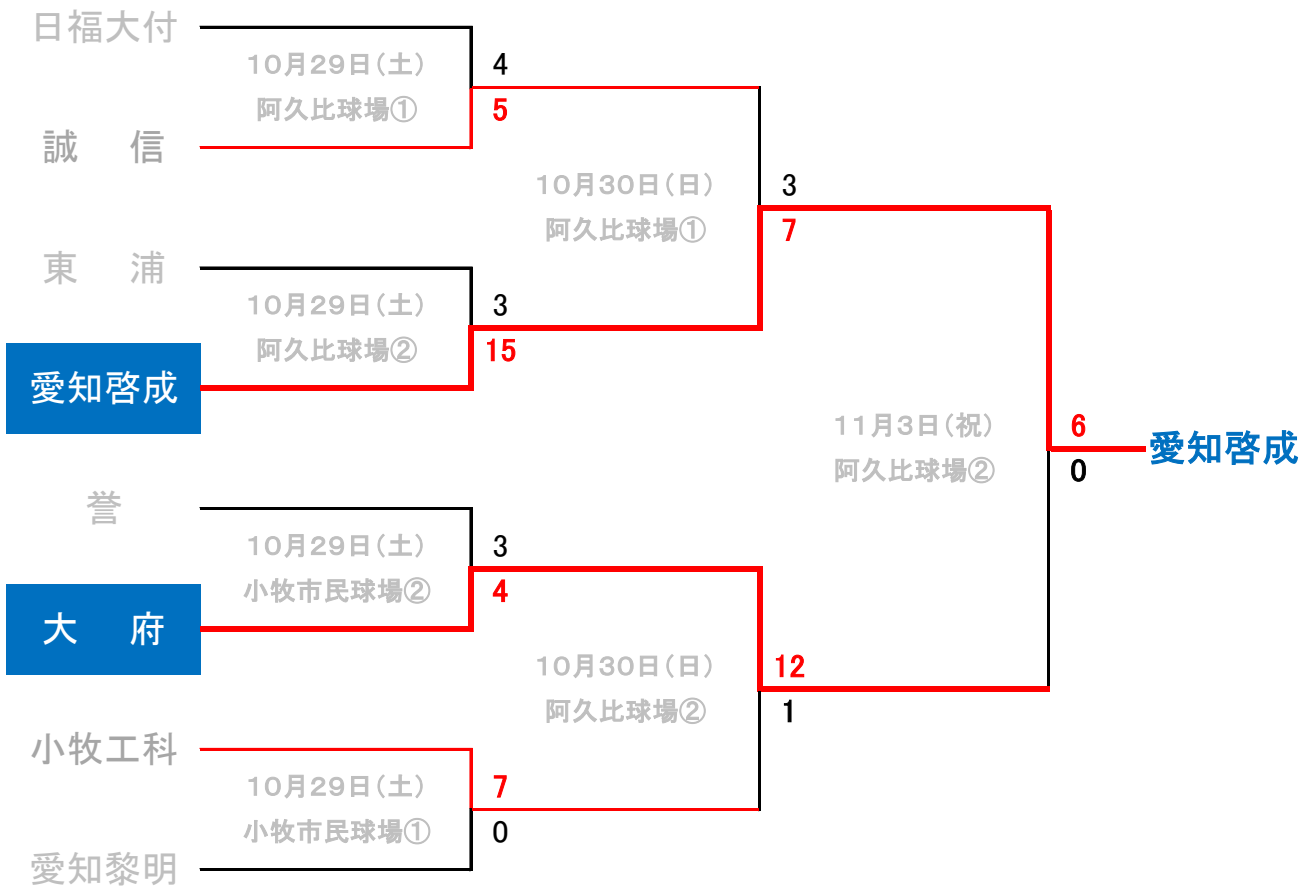 日福大付
10月29日(土)
4
阿久比球場①
5
誠 信
10月30日(日)
3
阿久比球場①
7
東 浦
10月29日(土)
3
阿久比球場②
15
愛知啓成
11月3日(祝)
6
愛知啓成
阿久比球場②
0
誉
10月29日(土)
3
小牧市民球場②
4
大 府
10月30日(日)
12
阿久比球場②
1
小牧工科
10月29日(土)
7
小牧市民球場①
0
愛知黎明